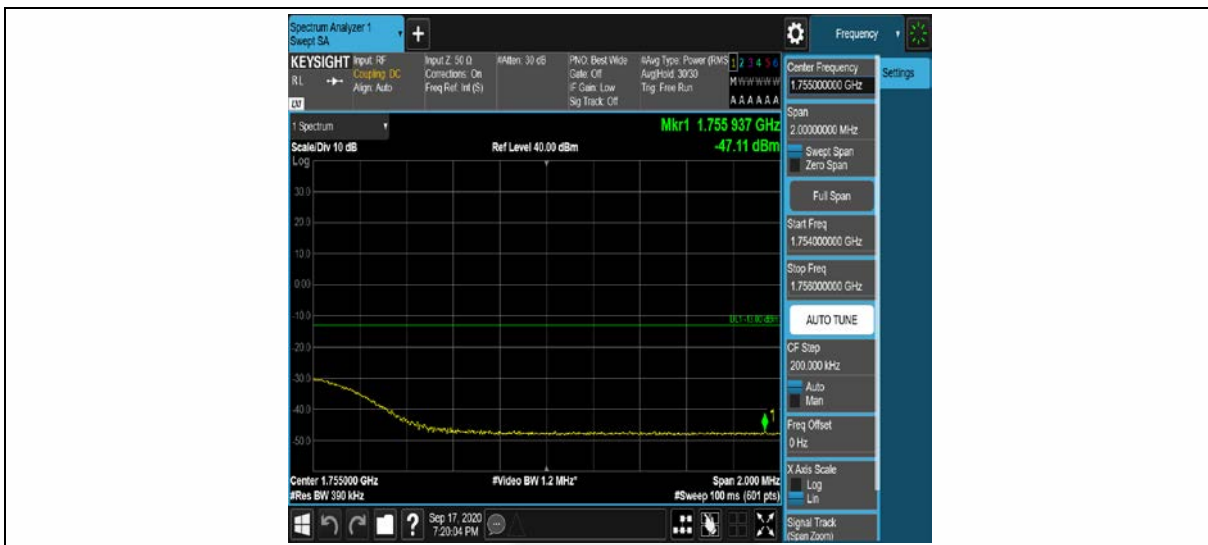 Spectrum Analyzer 1
Swept SA
+
Frequency
KEYSIGHT
RL
Input: RF
Coupling: DC
Align: Auto
Input Z: 50 Ω
Corrections: On
Freq Ref: Int (S)
#Atten: 30 dB
PNO: Best Wide
Gate: Off
IF Gain: Low
Sig Track: Off
#Avg Type: Power (RMS
Avg|Hold: 30/30
Trig: Free Run
1 2 3 4 5 6
M W W W W W
A A A A A A
1 Spectrum
Scale/Div 10 dB
Ref Level 40.00 dBm
Mkr1 1.755 937 GHz
-47.11 dBm
Log
30.0
20.0
10.0
0.00
-10.0
-20.0
-30.0
-40.0
-50.0
DL1 -13.00 dBm
1
Center 1.755000 GHz
#Res BW 390 kHz
#Video BW 1.2 MHz*
Span 2.000 MHz
#Sweep 100 ms (601 pts)
?
Sep 17, 2020
7:20:04 PM
Center Frequency
1.755000000 GHz
Settings
Span
2.00000000 MHz
Swept Span
Zero Span
Full Span
Start Freq
1.754000000 GHz
Stop Freq
1.756000000 GHz
AUTO TUNE
CF Step
200.000 kHz
Auto
Man
Freq Offset
0 Hz
X Axis Scale
Log
Lin
Signal Track
(Span Zoom)